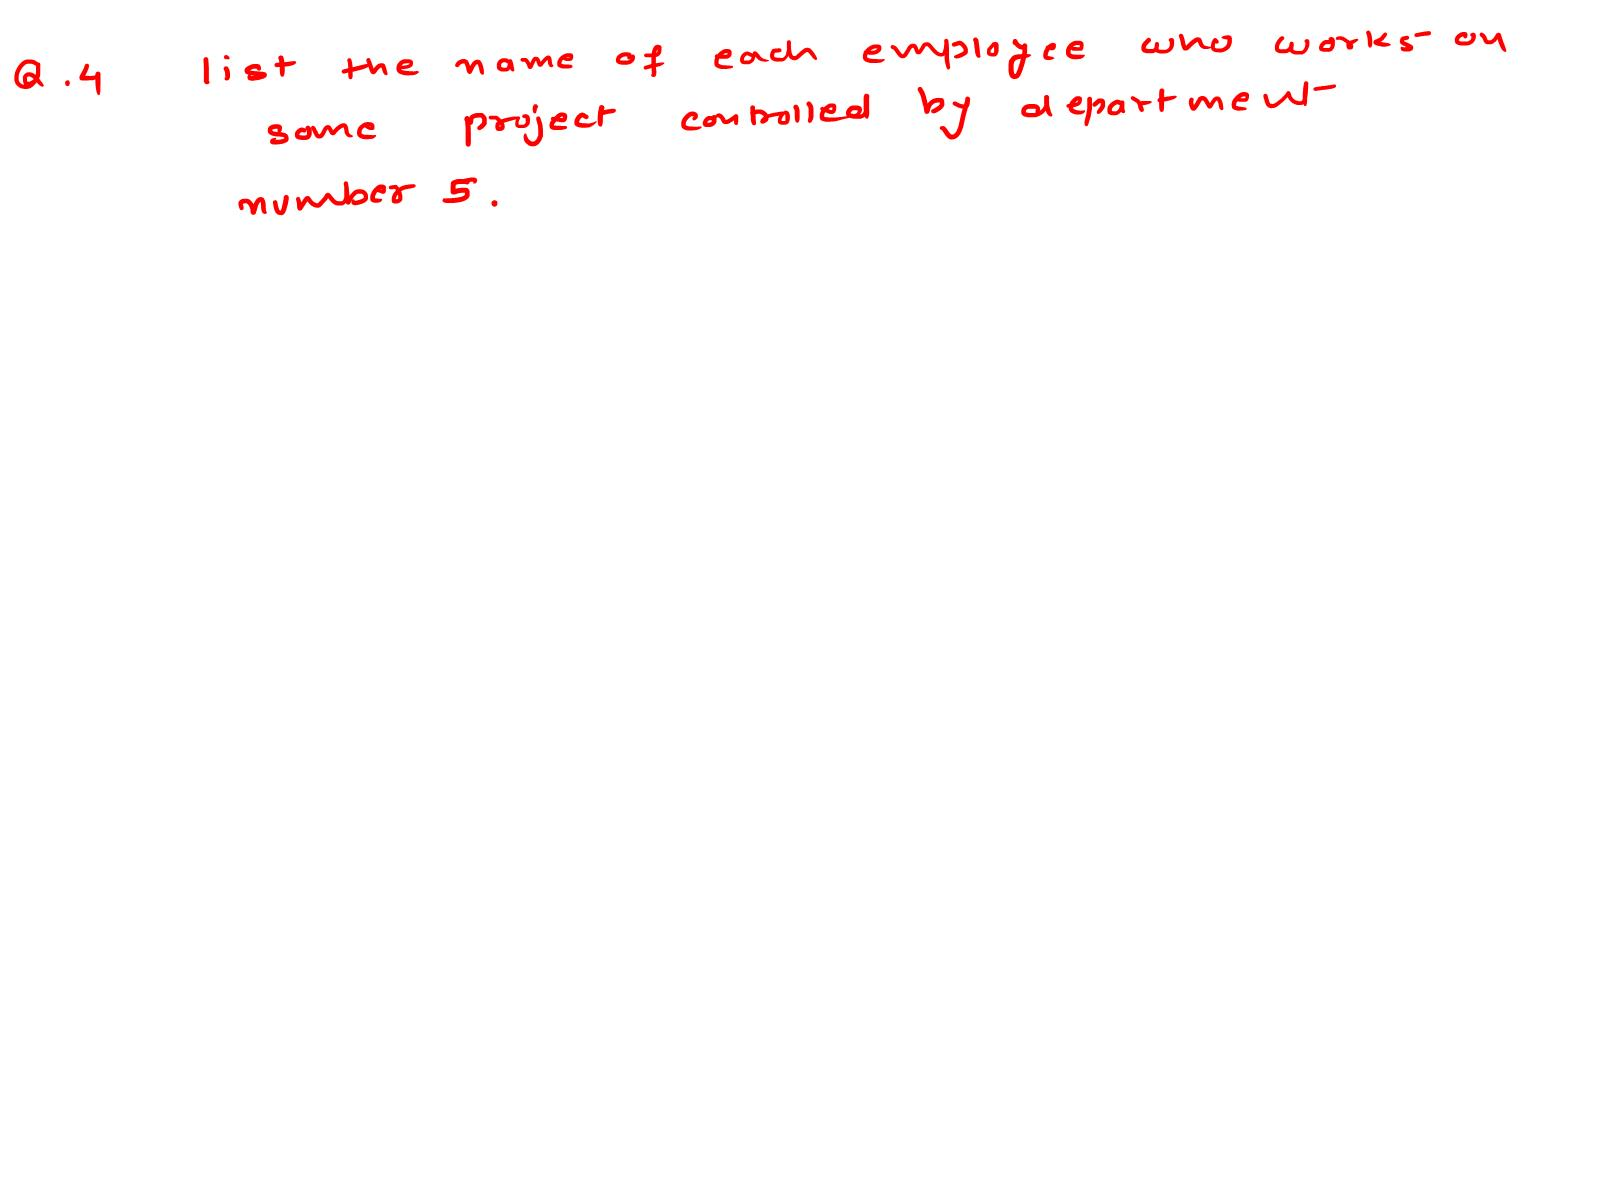 Q.4 list the name of each employee who works on
some project controlled by department
number 5.